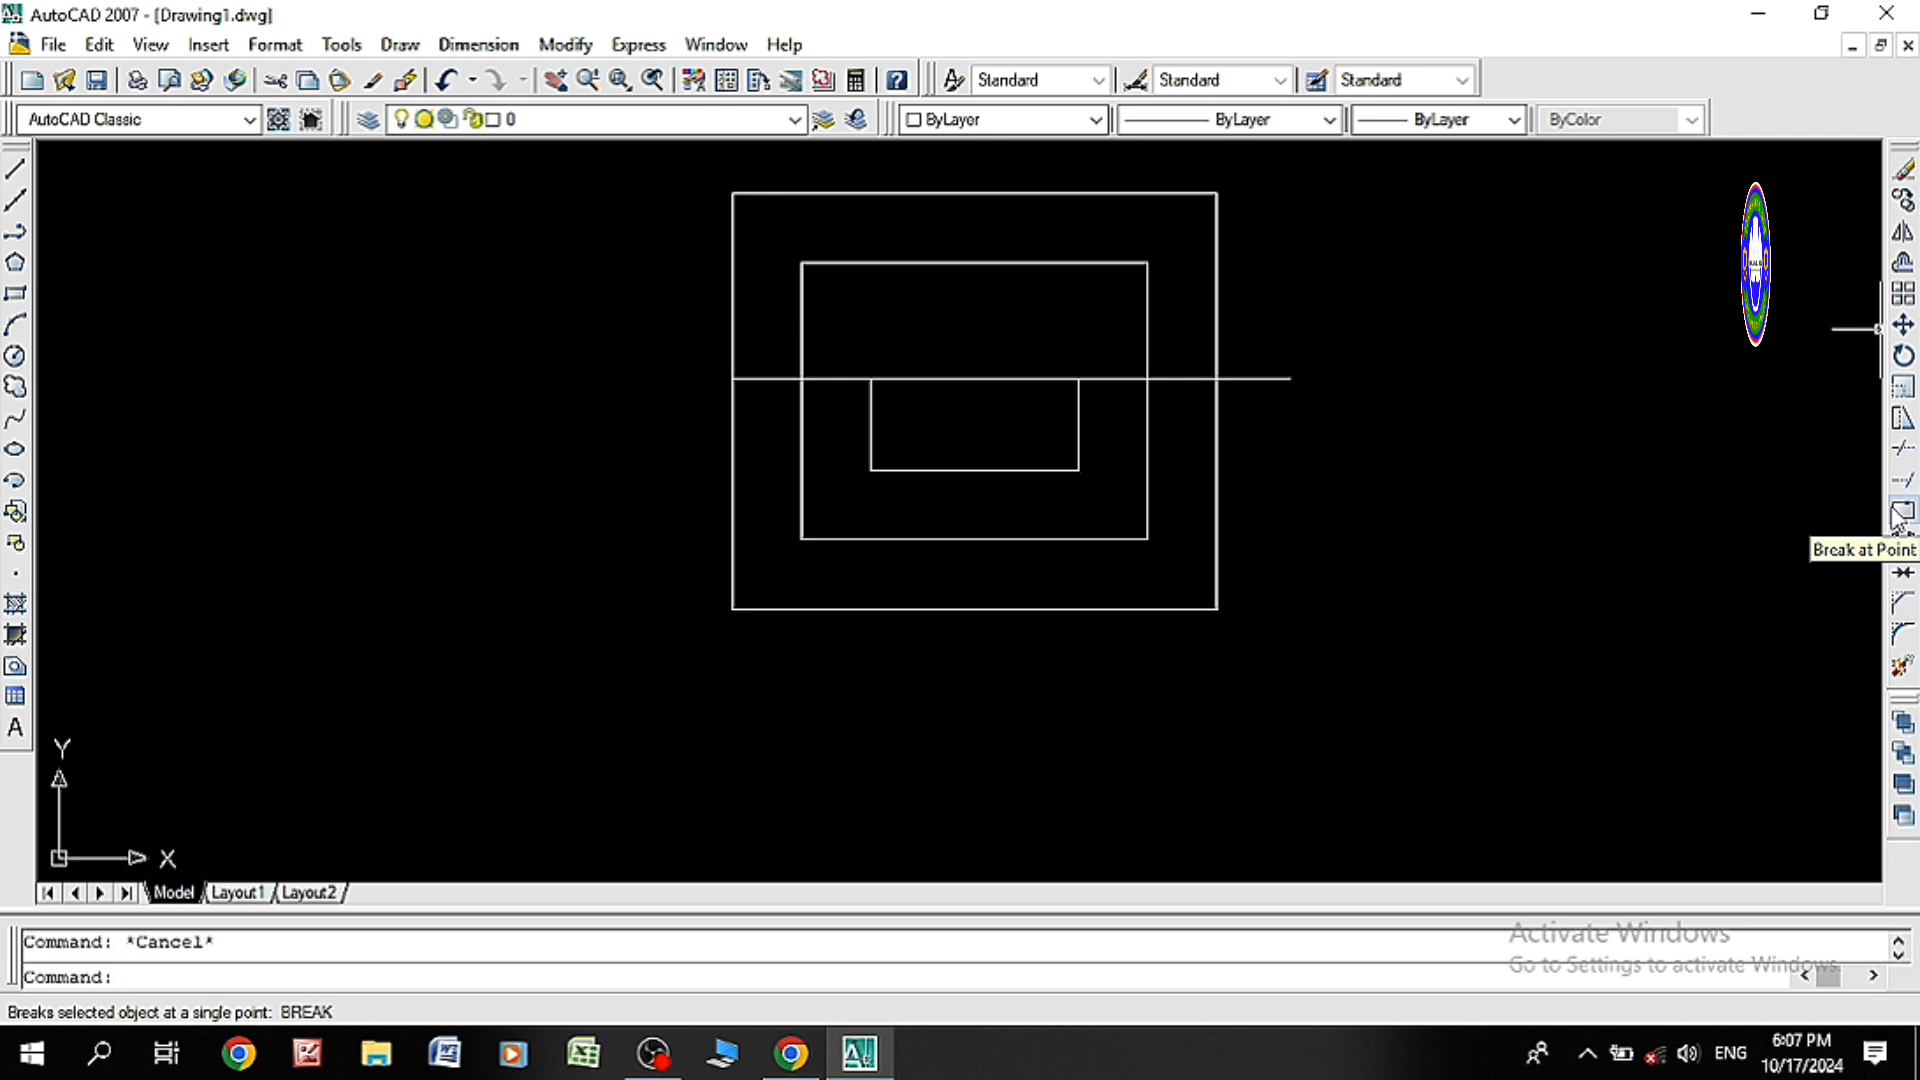 AutoCAD 2007 - [Drawing1.dwg]
File Edit View Insert Format Tools Draw Dimension Modify Express Window Help
Standard Standard Standard
AutoCAD Classic 0 ByLayer ByLayer ByLayer ByColor
Break at Point
Y
X
Model Layout1 Layout2
Command: *Cancel*
Command:
Activate Windows
Go to Settings to activate Windows.
Breaks selected object at a single point: BREAK
ENG
6:07 PM
10/17/2024